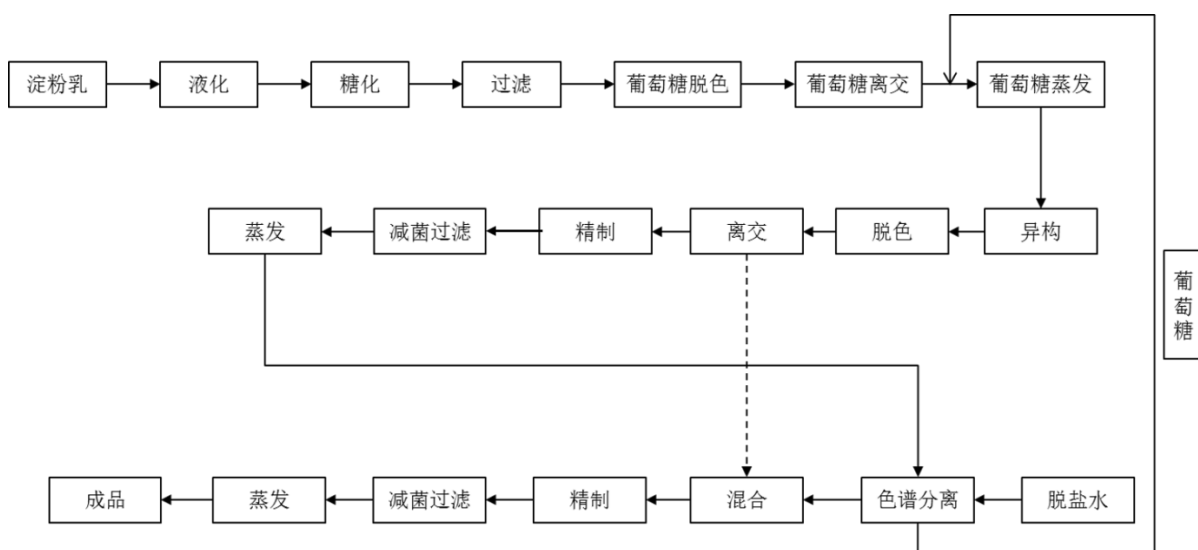 淀粉乳
液化
糖化
过滤
葡萄糖脱色
葡萄糖离交
葡萄糖蒸发
蒸发
减菌过滤
精制
离交
脱色
异构
葡
萄
糖
成品
蒸发
减菌过滤
精制
混合
色谱分离
脱盐水